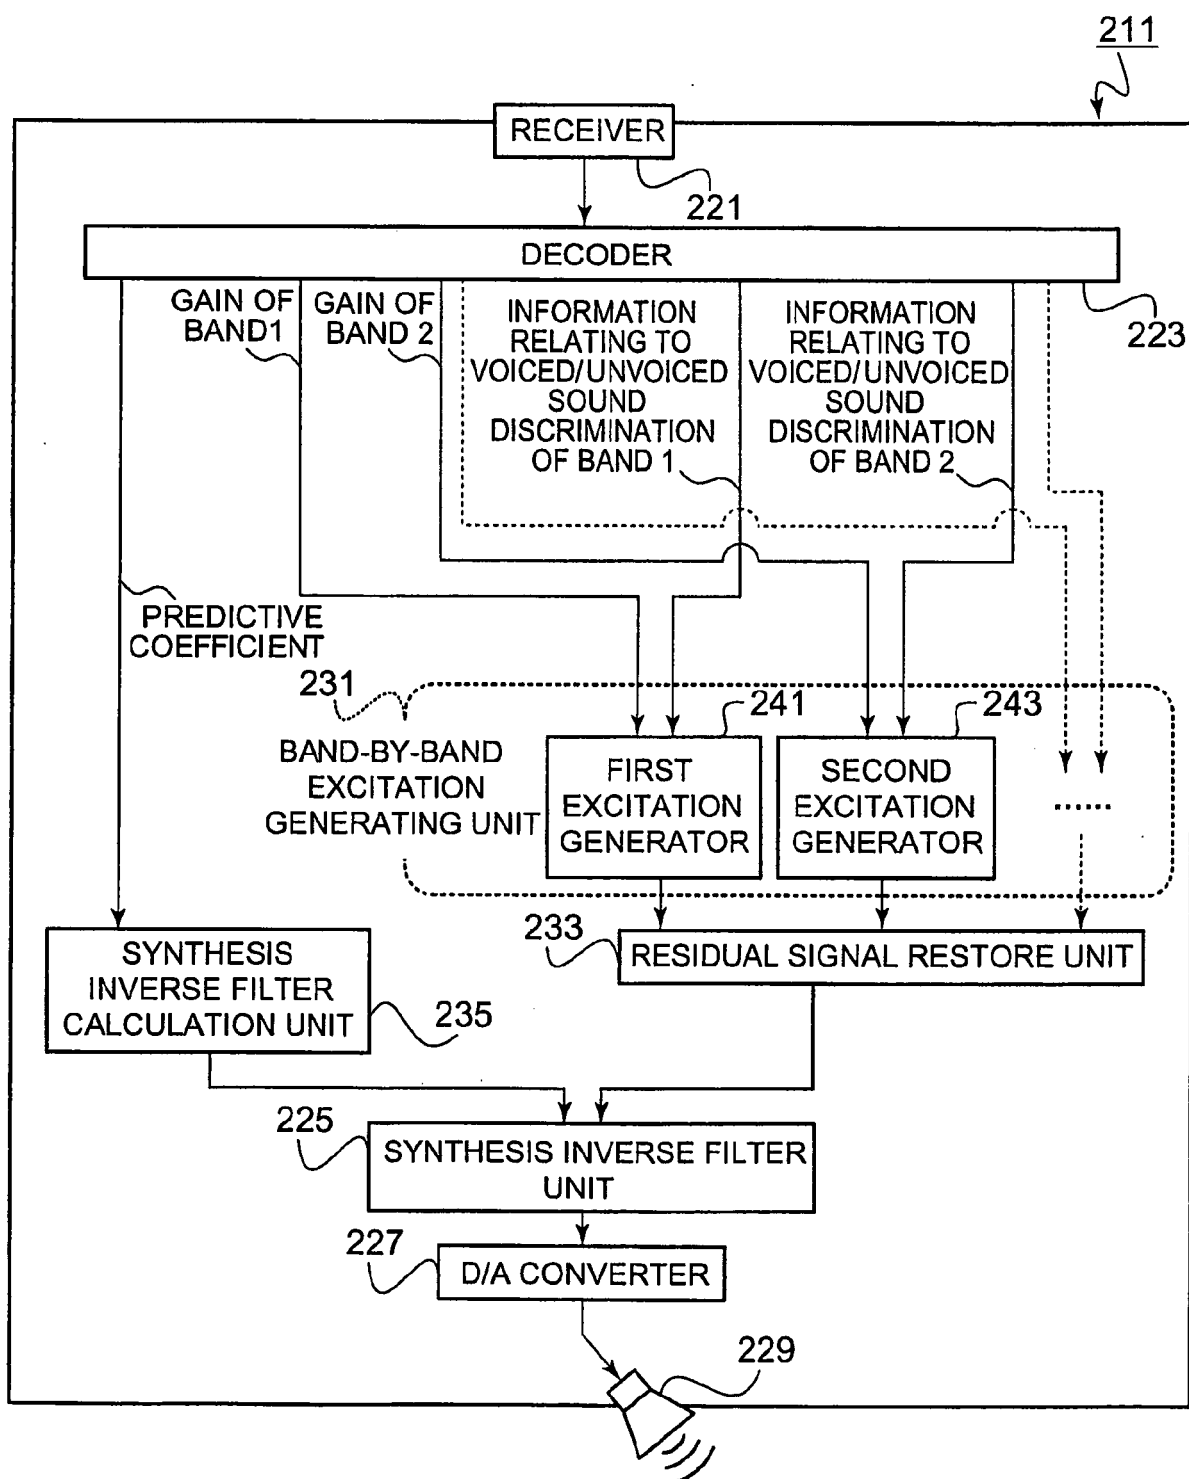 211
RECEIVER
221
DECODER
223
GAIN OF
BAND1
GAIN OF
BAND 2
INFORMATION
RELATING TO
VOICED/UNVOICED
SOUND
DISCRIMINATION
OF BAND 1
INFORMATION
RELATING TO
VOICED/UNVOICED
SOUND
DISCRIMINATION
OF BAND 2
PREDICTIVE
COEFFICIENT
231
BAND-BY-BAND
EXCITATION
GENERATING UNIT
241
FIRST
EXCITATION
GENERATOR
243
SECOND
EXCITATION
GENERATOR
......
233
RESIDUAL SIGNAL RESTORE UNIT
SYNTHESIS
INVERSE FILTER
CALCULATION UNIT
235
225
SYNTHESIS INVERSE FILTER
UNIT
227
D/A CONVERTER
229